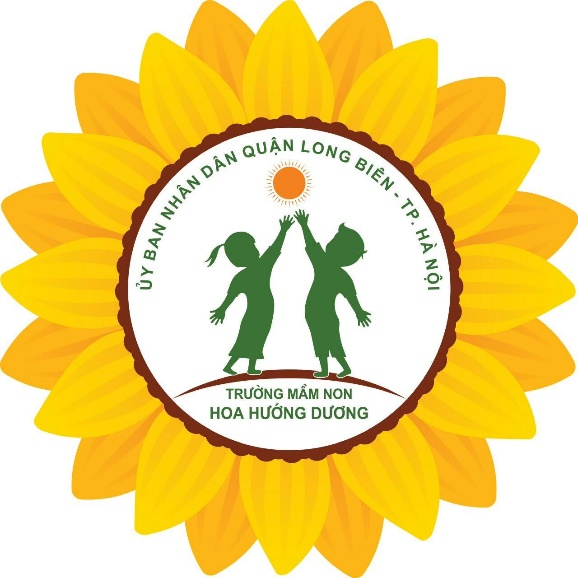 ỦY BAN NHÂN DÂN QUẬN LONG BIÊN - TP. HÀ NỘI
TRƯỜNG MẦM NON
HOA HƯỚNG DƯƠNG